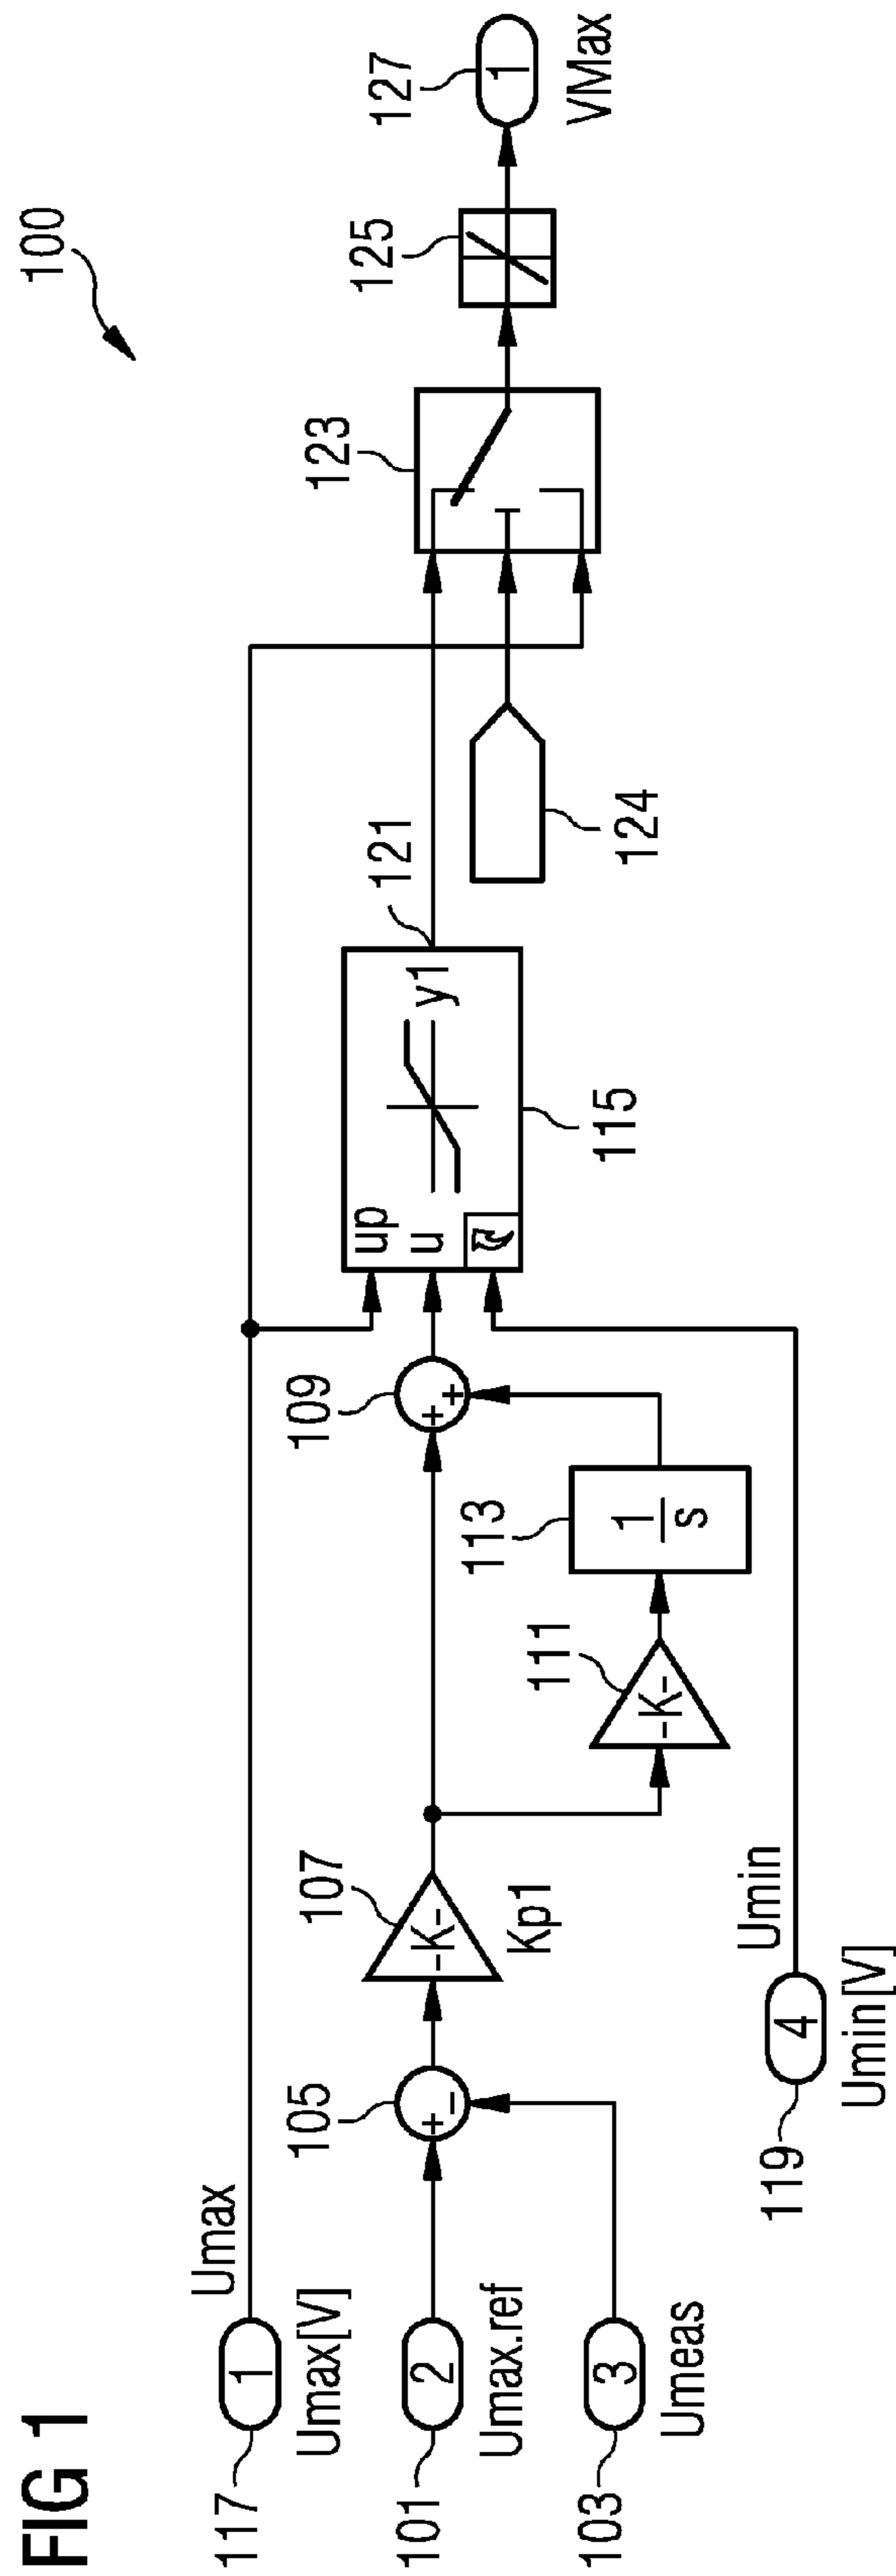 FIG 1
100
117
1
Umax[V]
Umax
101
2
Umax.ref
103
3
Umeas
105
+
−
107
-K-
Kp1
111
-K-
113
1
s
109
+
+
119
4
Umin[V]
Umin
up
u
y1
115
121
124
123
125
127
1
VMax